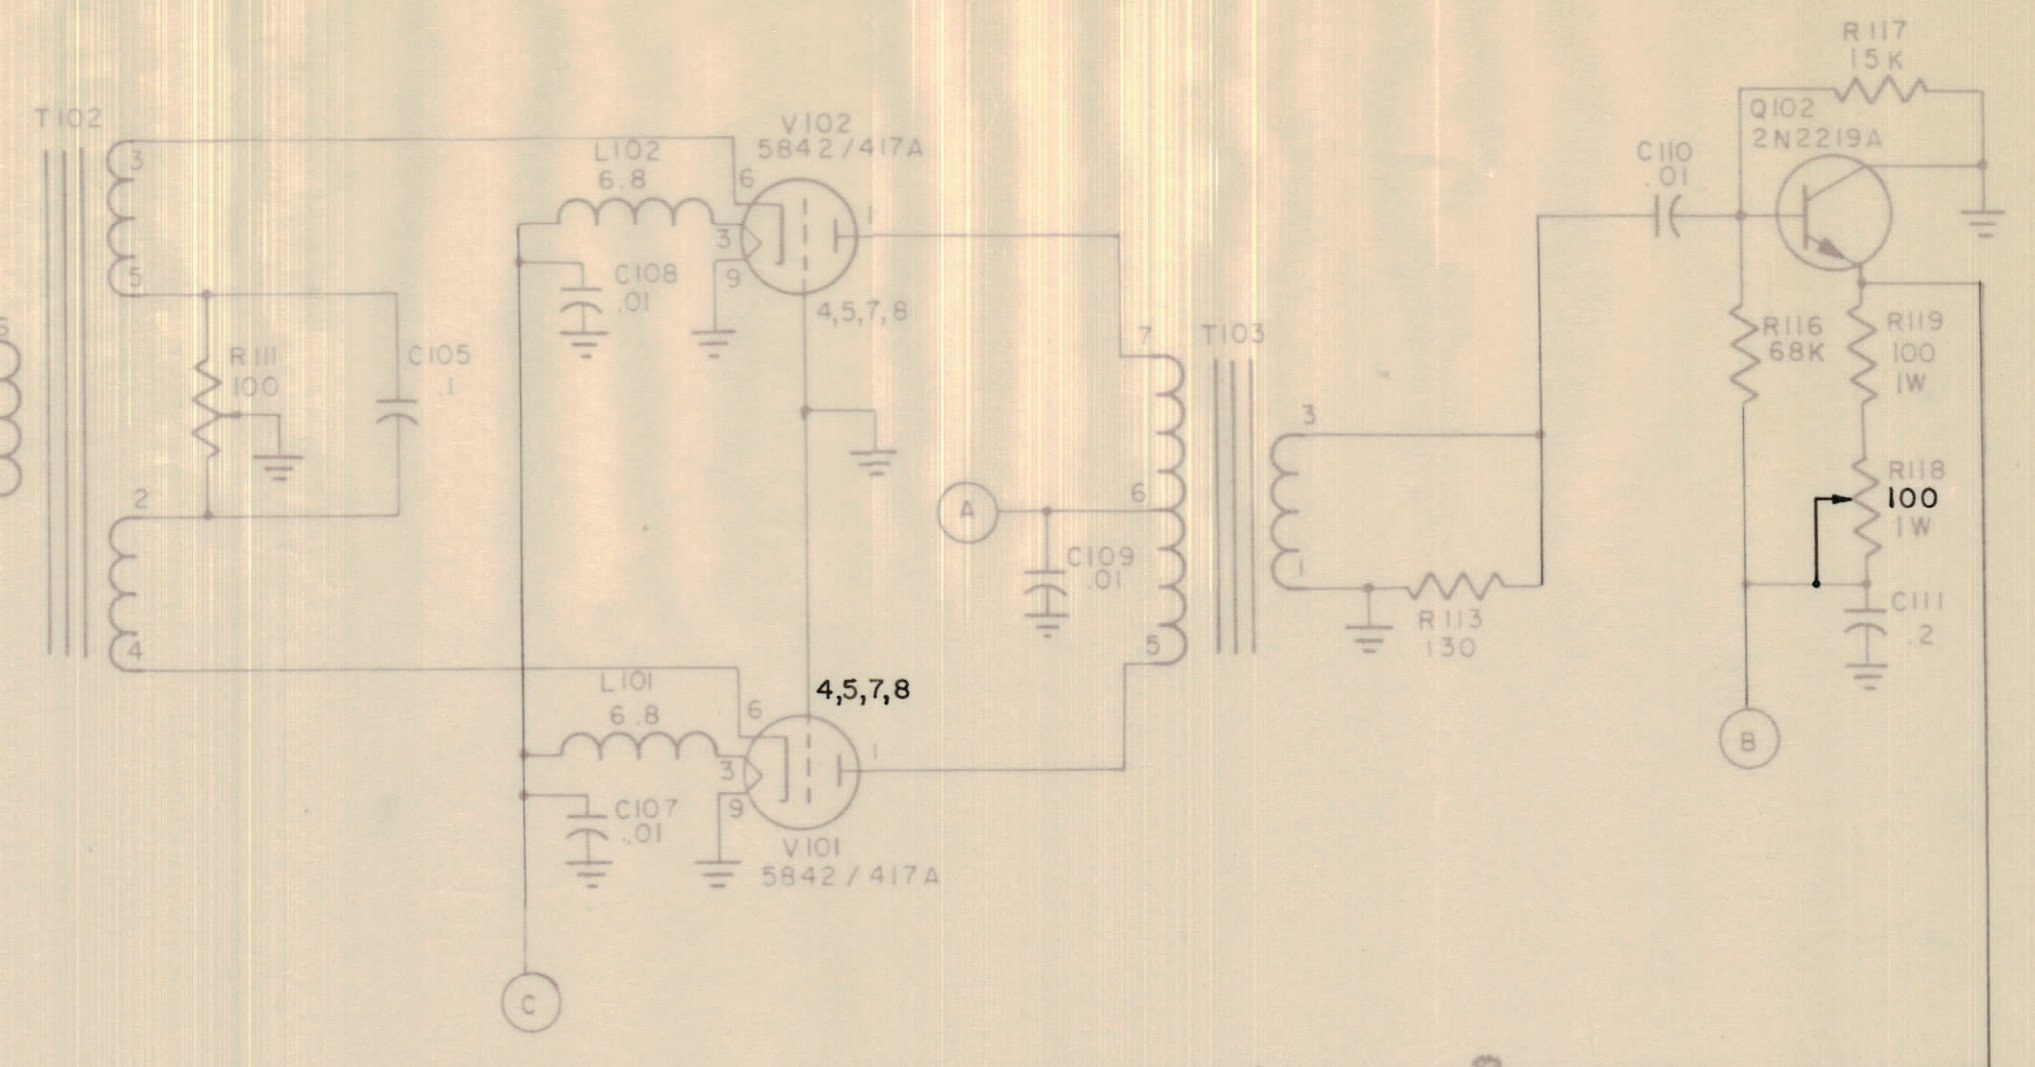 R117
15K
T102
Q102
2N2219A
V102
5842/417A
L102
6.8
C110
.01
3
6
1
3
5
9
C108
.01
4,5,7,8
7
T103
R116
68K
R119
100
1W
R111
100
C105
.1
3
2
6
A
R118
100
1W
C109
.01
1
C111
.2
R113
130
4
5
L101
6.8
4,5,7,8
6
1
B
3
9
C107
.01
V101
5842/417A
C